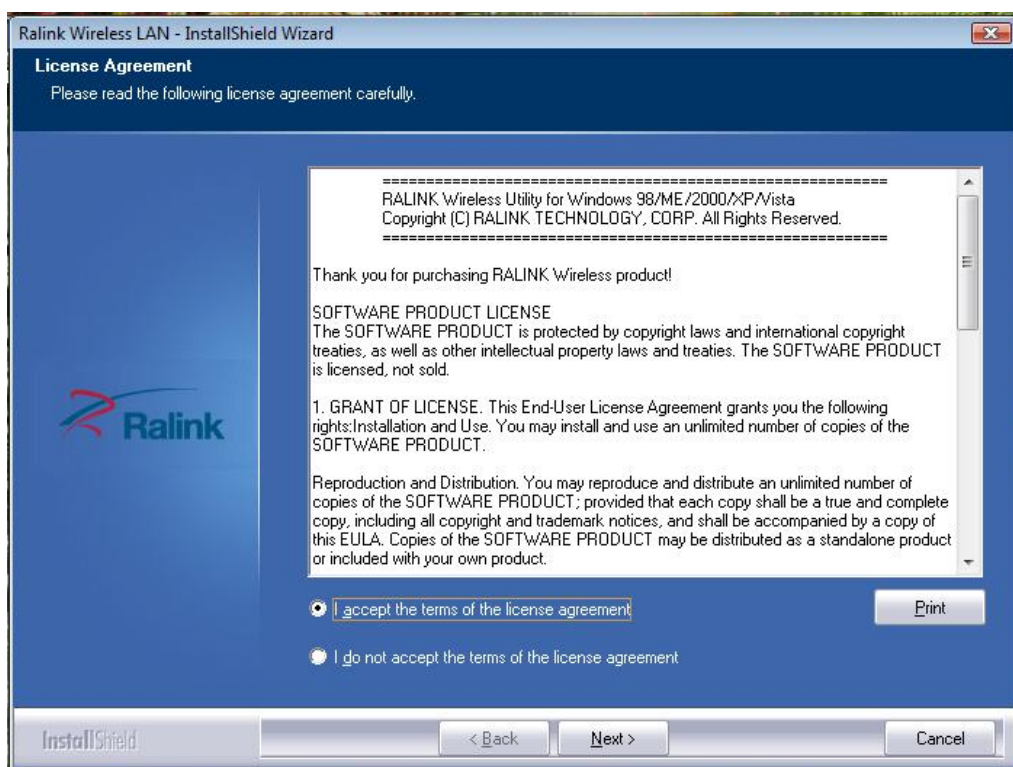 Ralink Wireless LAN - InstallShield Wizard
License Agreement
Please read the following license agreement carefully.
============================================================
RALINK Wireless Utility for Windows 98/ME/2000/XP/Vista
Copyright (C) RALINK TECHNOLOGY, CORP. All Rights Reserved.
============================================================
Thank you for purchasing RALINK Wireless product!
SOFTWARE PRODUCT LICENSE
The SOFTWARE PRODUCT is protected by copyright laws and international copyright
treaties, as well as other intellectual property laws and treaties. The SOFTWARE PRODUCT
is licensed, not sold.
1. GRANT OF LICENSE. This End-User License Agreement grants you the following
rights:Installation and Use. You may install and use an unlimited number of copies of the
SOFTWARE PRODUCT.
Reproduction and Distribution. You may reproduce and distribute an unlimited number of
copies of the SOFTWARE PRODUCT; provided that each copy shall be a true and complete
copy, including all copyright and trademark notices, and shall be accompanied by a copy of
this EULA. Copies of the SOFTWARE PRODUCT may be distributed as a standalone product
or included with your own product.
Ralink
I accept the terms of the license agreement
Print
I do not accept the terms of the license agreement
InstallShield
< Back
Next >
Cancel